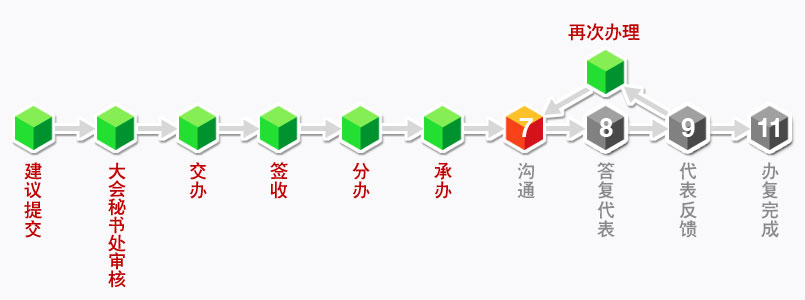 再次办理
7
8
9
11
建议提交
大会秘书处审核
交办
签收
分办
承办
沟通
答复代表
代表反馈
办复完成